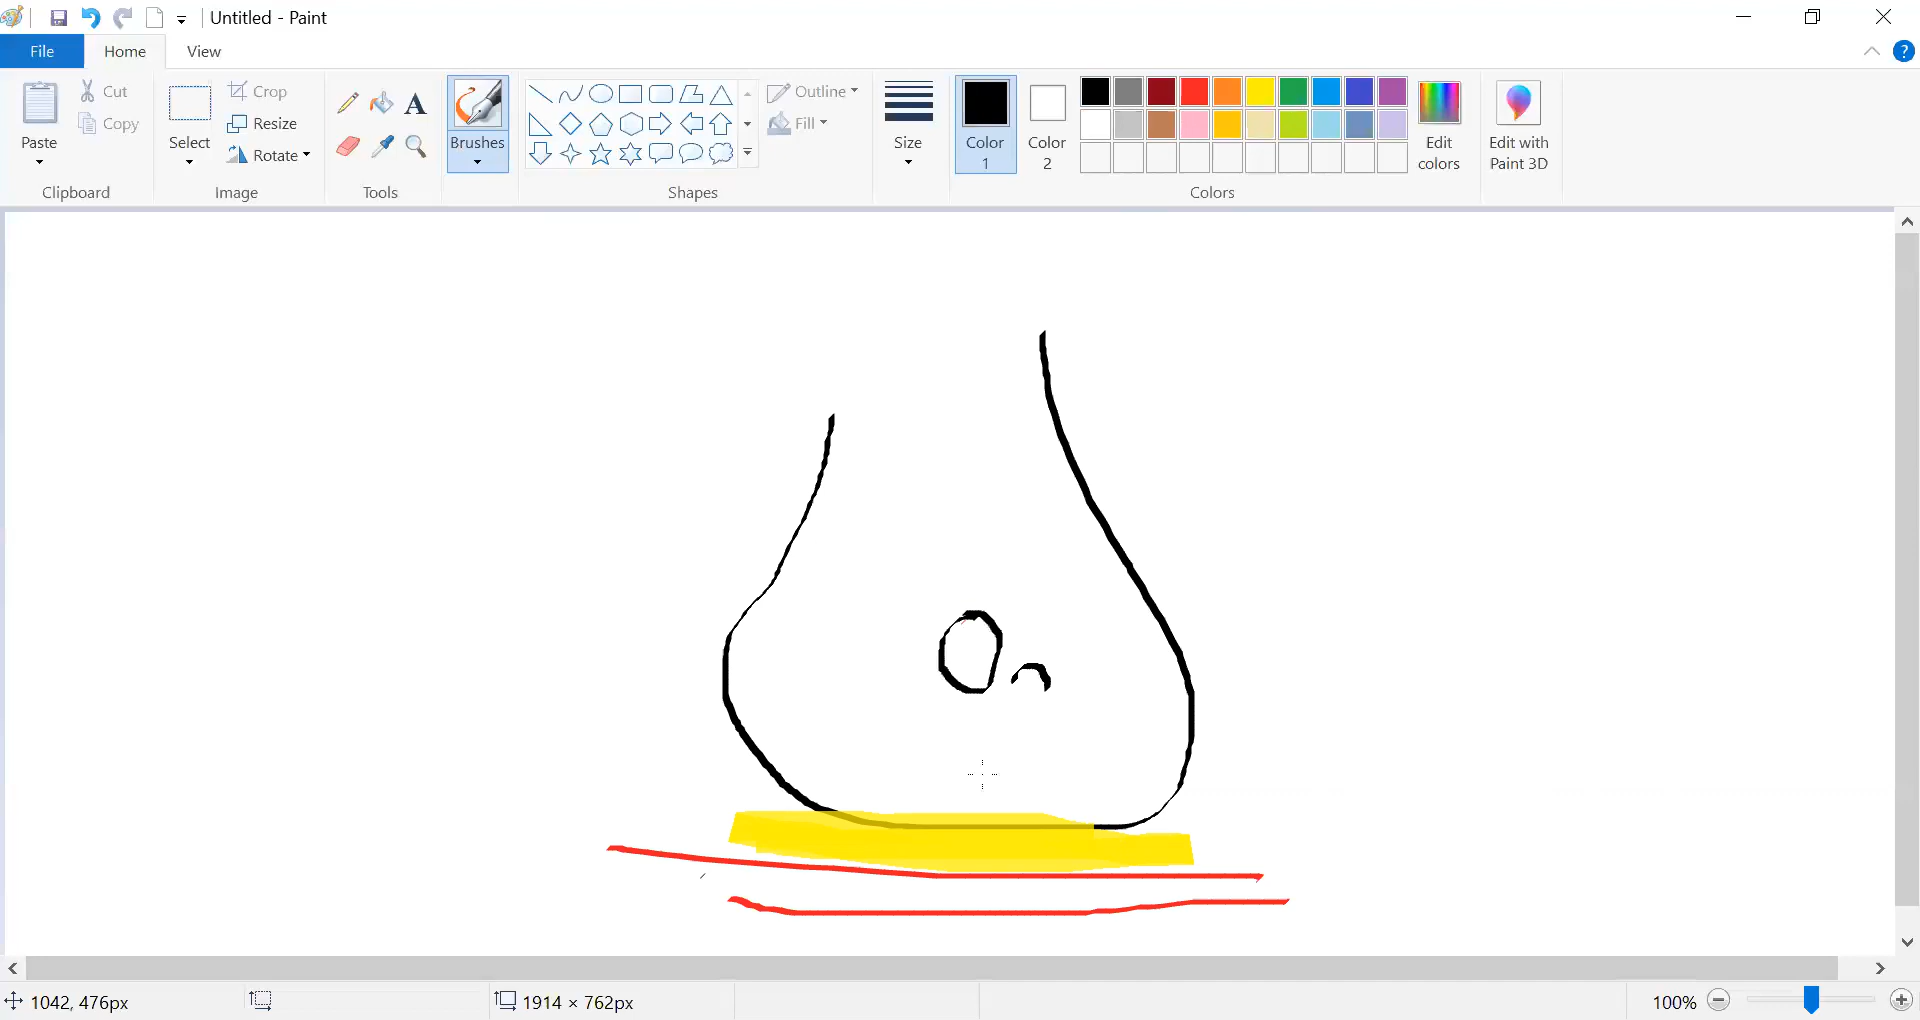 Untitled - Paint
File Home View
Paste
Cut
Copy
Clipboard
Select
Crop
Resize
Rotate
Image
A
Tools
Brushes
Shapes
Outline
Fill
Size
Color 1
Color 2
Edit colors
Colors
Edit with Paint 3D
?
1042, 476px
1914 × 762px
100%